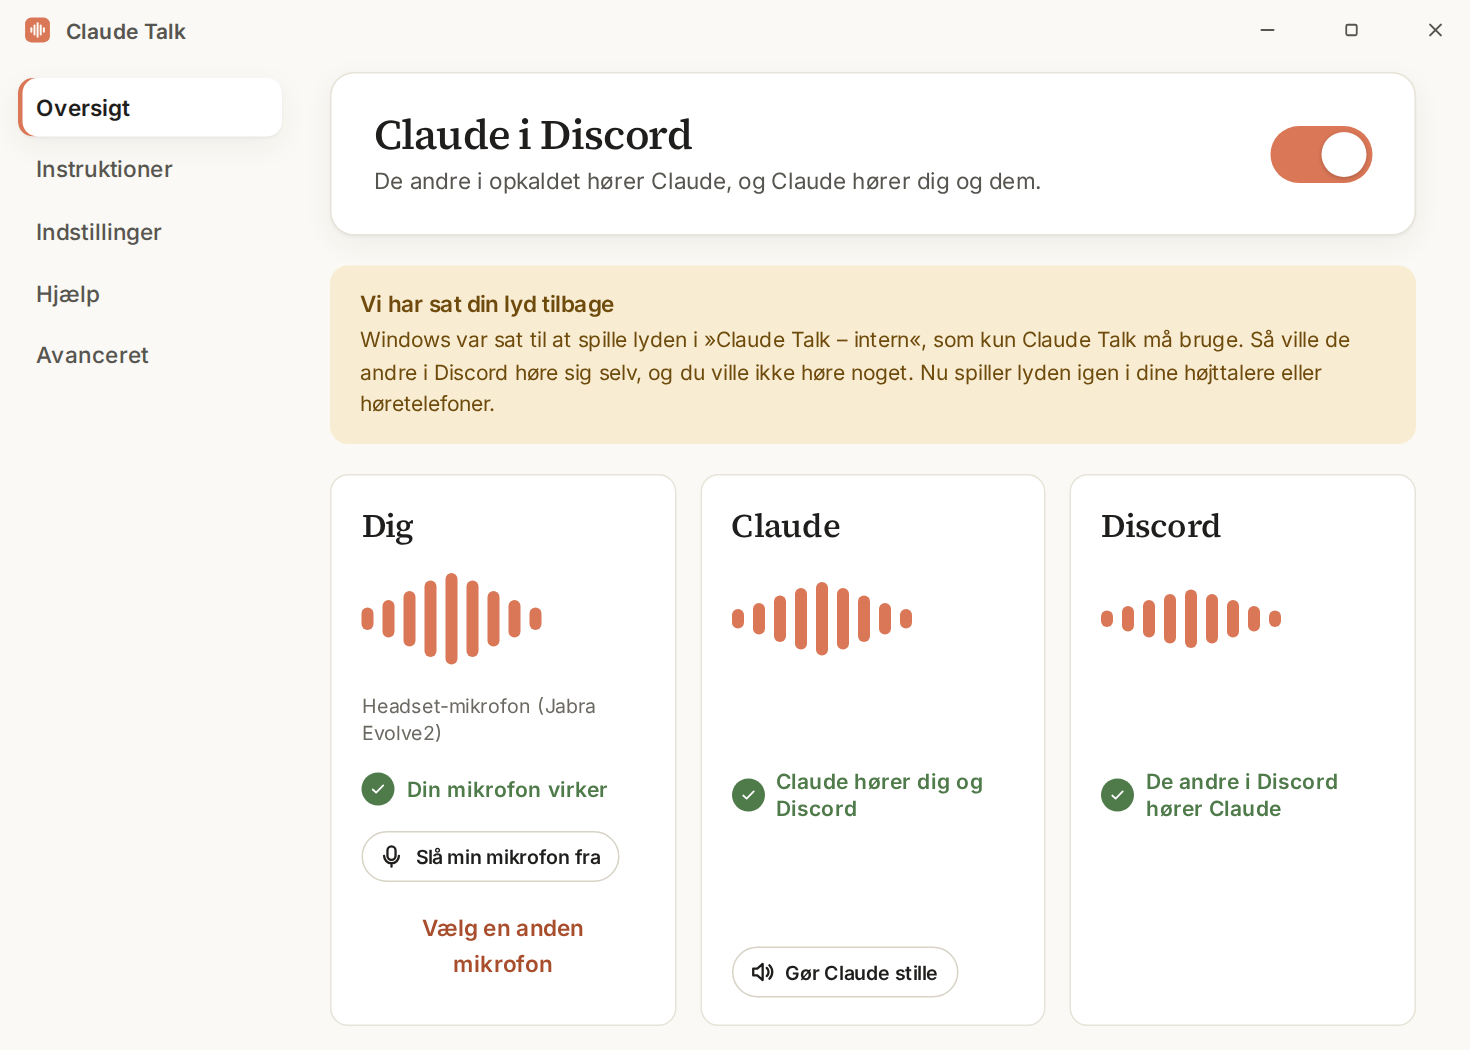 Claude Talk
Oversigt
Instruktioner
Indstillinger
Hjælp
Avanceret
Claude i Discord
De andre i opkaldet hører Claude, og Claude hører dig og dem.
Vi har sat din lyd tilbage
Windows var sat til at spille lyden i »Claude Talk – intern«, som kun Claude Talk må bruge. Så ville de
andre i Discord høre sig selv, og du ville ikke høre noget. Nu spiller lyden igen i dine højttalere eller
høretelefoner.
Dig
Headset-mikrofon (Jabra
Evolve2)
Din mikrofon virker
Slå min mikrofon fra
Vælg en anden
mikrofon
Claude
Claude hører dig og
Discord
Gør Claude stille
Discord
De andre i Discord
hører Claude